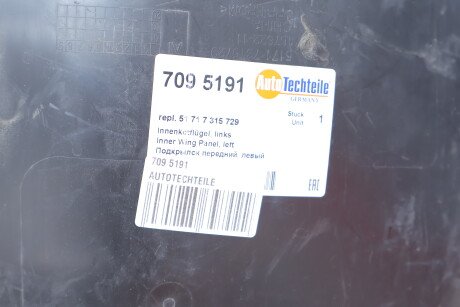 709 5191
AutoTechteile
GERMANY
repl. 51 71 7 315 729
Stück
Unit
1
Innenkotflügel, links
Inner Wing Panel, left
Подкрылок передний, левый
709 5191
AUTOTECHTEILE
EAC